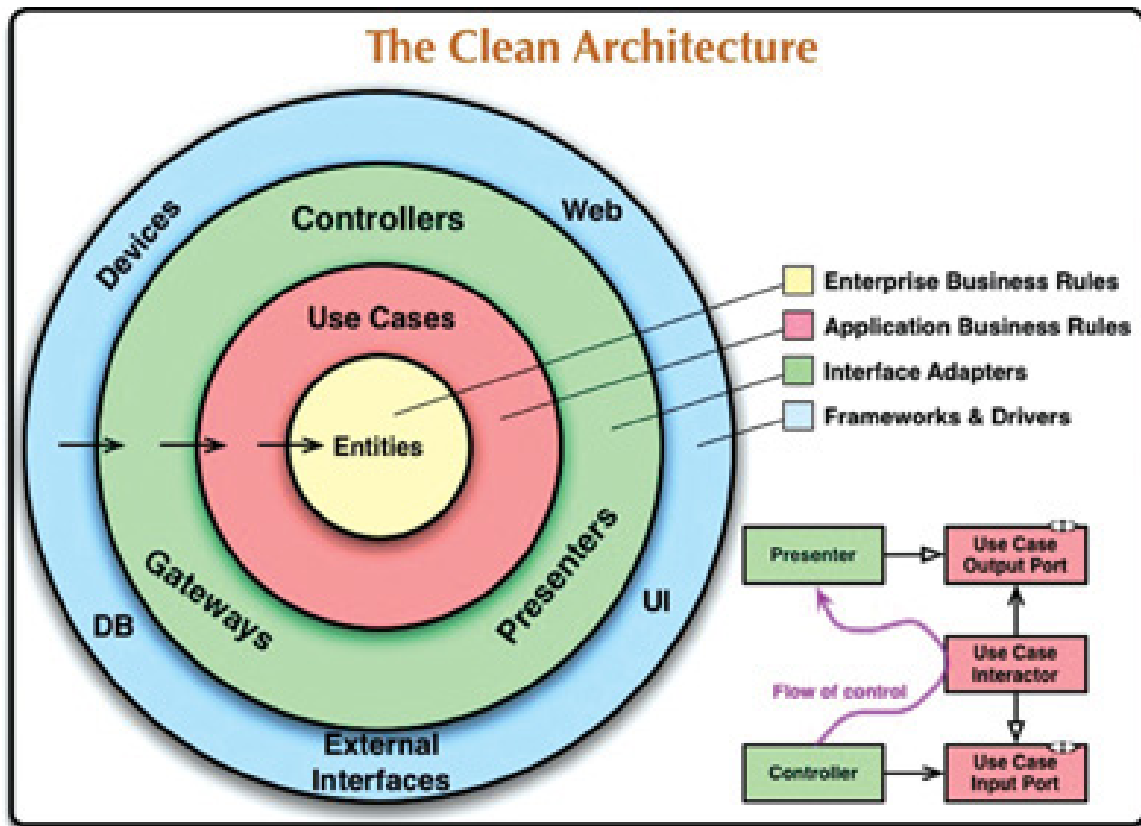 The Clean Architecture
Devices
Web
Controllers
Use Cases
Entities
Gateways
Presenters
DB
UI
External
Interfaces
Enterprise Business Rules
Application Business Rules
Interface Adapters
Frameworks & Drivers
Presenter
Use Case
Output Port
Use Case
Interactor
Flow of control
Controller
Use Case
Input Port